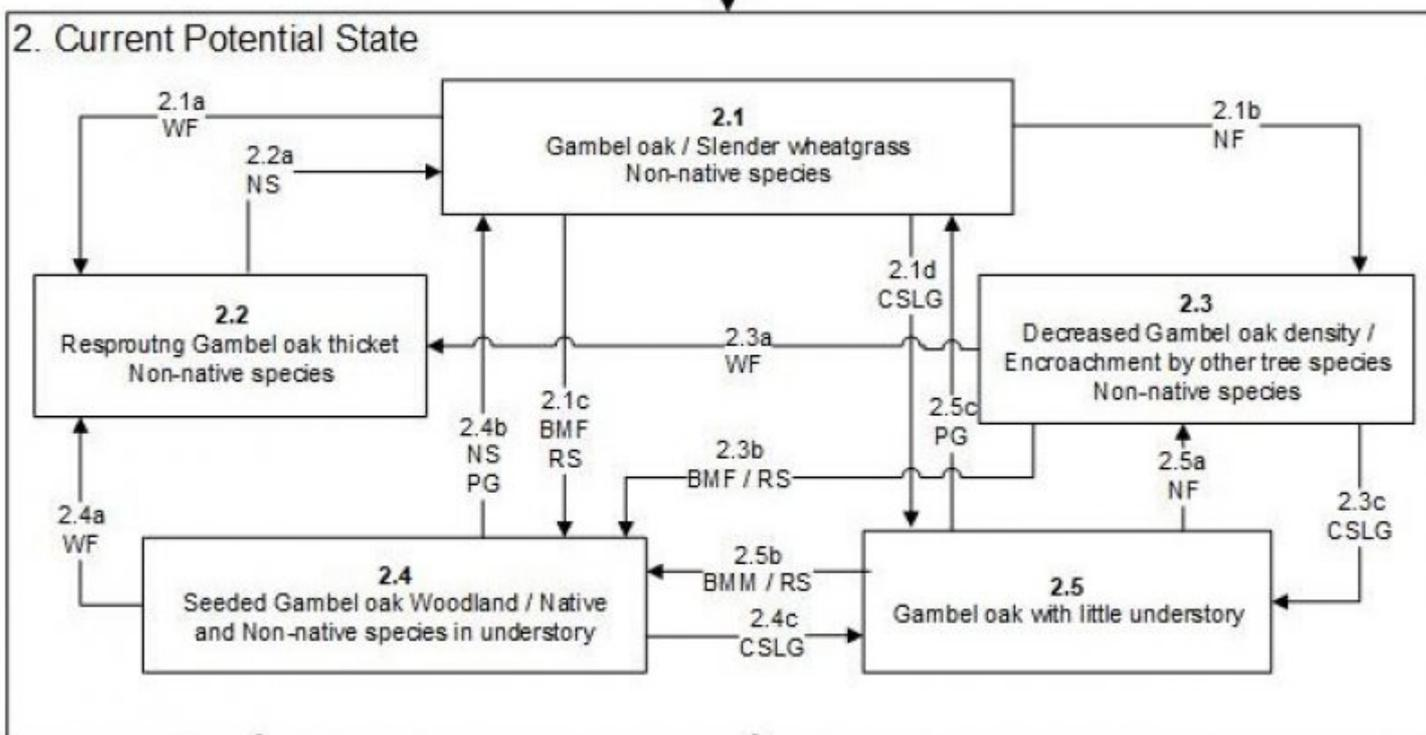 2. Current Potential State
2.1a
WF
2.2a
NS
2.1
Gambel oak / Slender wheatgrass
Non-native species
2.1b
NF
2.2
Resproutng Gambel oak thicket
Non-native species
2.1d
CSLG
2.3
Decreased Gambel oak density /
Encroachment by other tree species
Non-native species
2.3a
WF
2.4b
NS
PG
2.1c
BMF
RS
2.5c
PG
2.3b
BMF / RS
2.5a
NF
2.3c
CSLG
2.4a
WF
2.4
Seeded Gambel oak Woodland / Native
and Non-native species in understory
2.5b
BMM / RS
2.4c
CSLG
2.5
Gambel oak with little understory